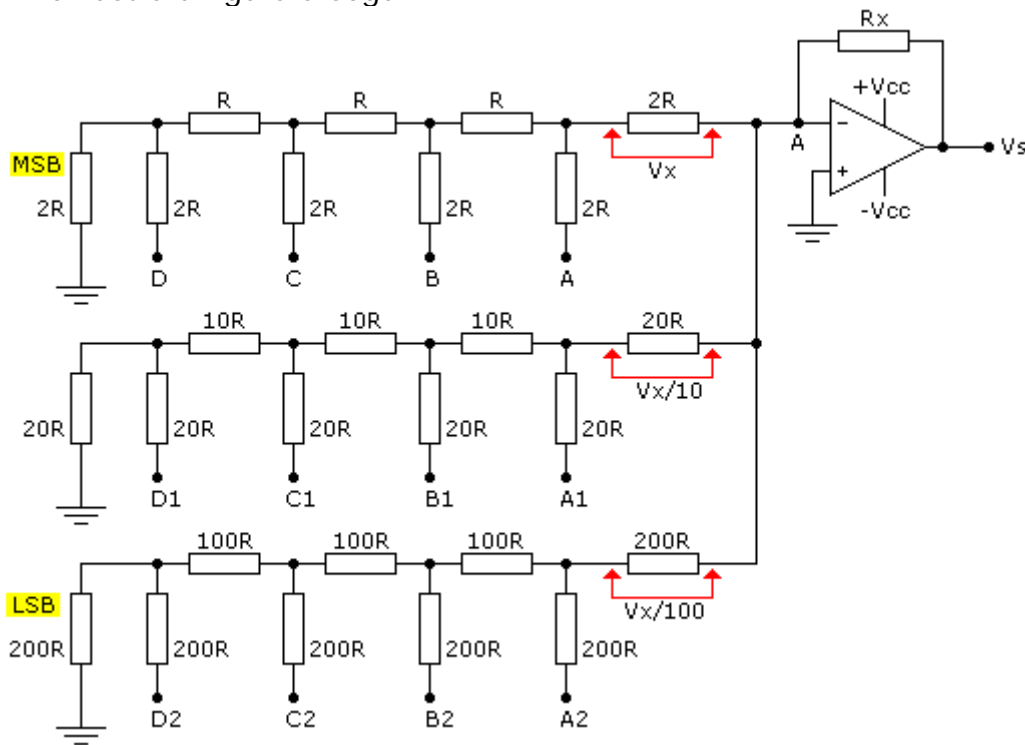 Rx
R R R 2R +Vcc
- A Vs
MSB Vx +
2R 2R 2R 2R 2R -Vcc
D C B A
10R 10R 10R 20R
Vx/10
20R 20R 20R 20R 20R
D1 C1 B1 A1
100R 100R 100R 200R
LSB Vx/100
200R 200R 200R 200R 200R
D2 C2 B2 A2